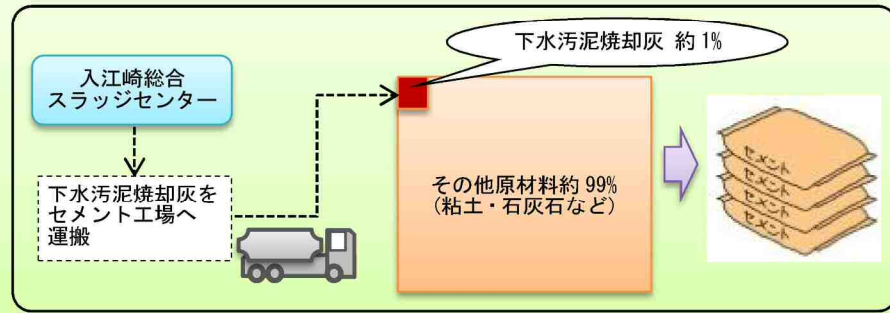 下水汚泥焼却灰 約1%
入江崎総合
スラッジセンター
下水汚泥焼却灰を
セメント工場へ
運搬
その他原材料約99%
(粘土・石灰石など)
セメント
セメント
セメント
セメント